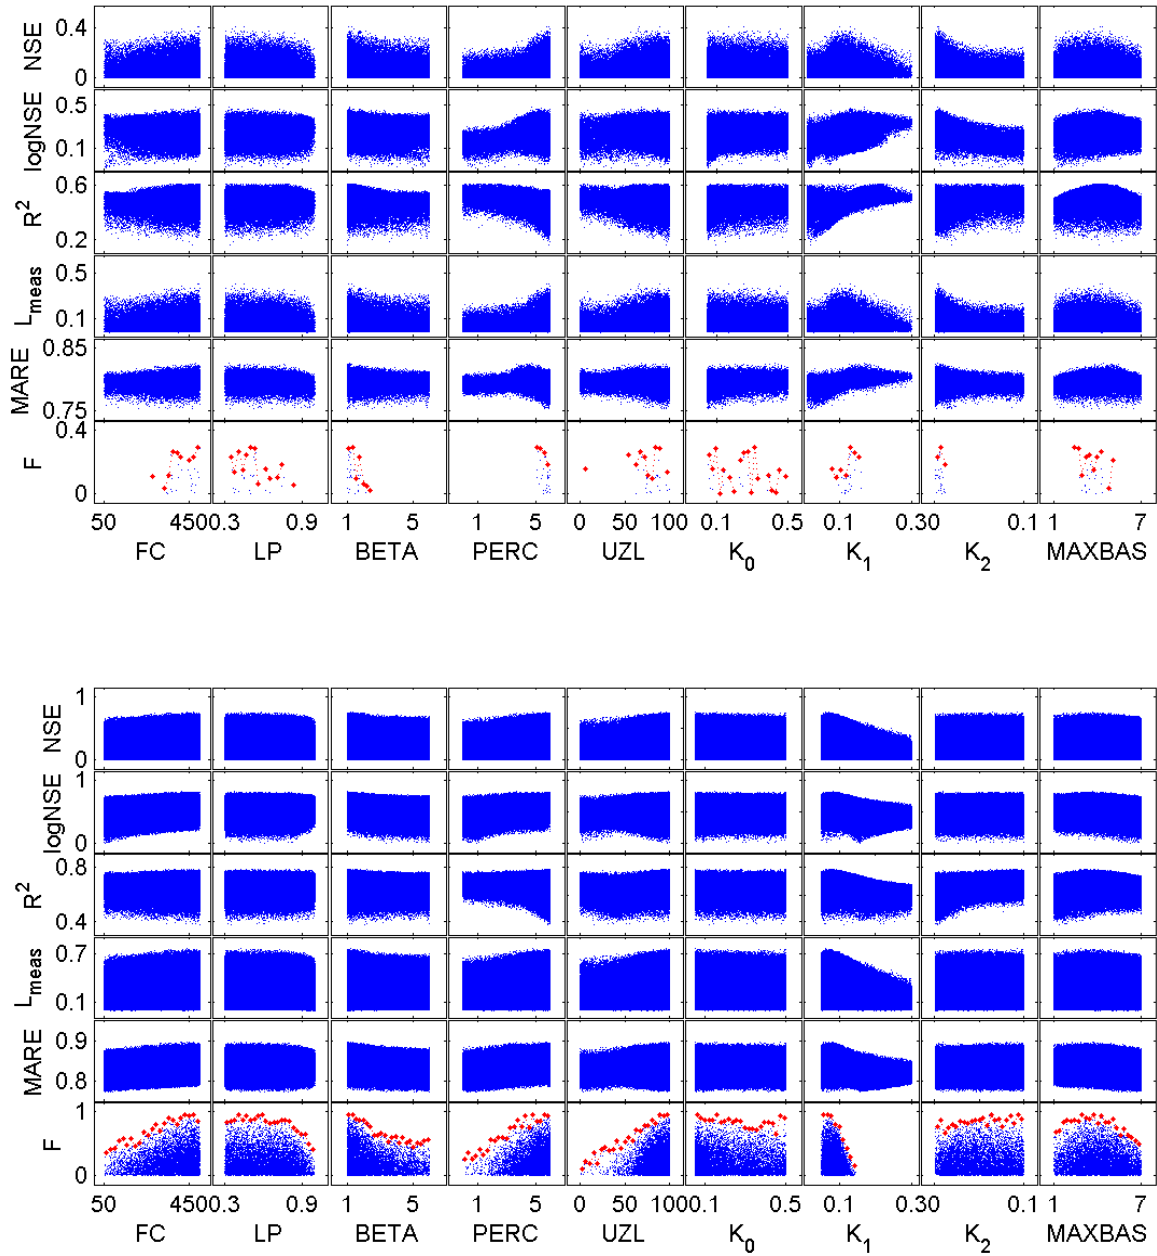 0.4
NSE
0
0.5
logNSE
0.1
0.6
R²
0.2
0.5
L_meas
0.1
0.85
MARE
0.75
0.4
F
0
50 4500 0.3 0.9 1 5 1 5 0 50 100 0.1 0.5 0.1 0.30 0.1 1 7
FC LP BETA PERC UZL K₀ K₁ K₂ MAXBAS
1
NSE
0
1
logNSE
0
0.8
R²
0.4
0.7
L_meas
0.1
0.9
MARE
0.8
1
F
0
50 4500 0.3 0.9 1 5 1 5 0 50 100 0.1 0.5 0.1 0.30 0.1 1 7
FC LP BETA PERC UZL K₀ K₁ K₂ MAXBAS